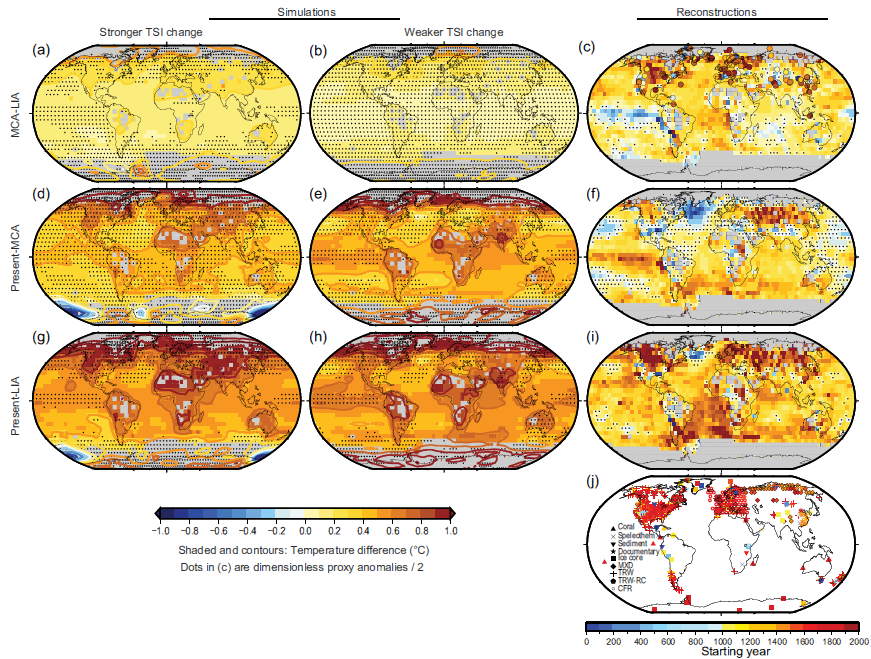 Simulations
Reconstructions
Stronger TSI change
Weaker TSI change
(a)
(b)
(c)
MCA-LIA
(d)
(e)
(f)
Present-MCA
(g)
(h)
(i)
Present-LIA
(j)
Coral
Speleothem
Sediment
Documentary
Ice core
MXD
TRW
TRW-RC
CFR
−1.0 −0.8 −0.6 −0.4 −0.2 0.0 0.2 0.4 0.6 0.8 1.0
Shaded and contours: Temperature difference (°C)
Dots in (c) are dimensionless proxy anomalies / 2
0 200 400 600 800 1000 1200 1400 1600 1800 2000
Starting year